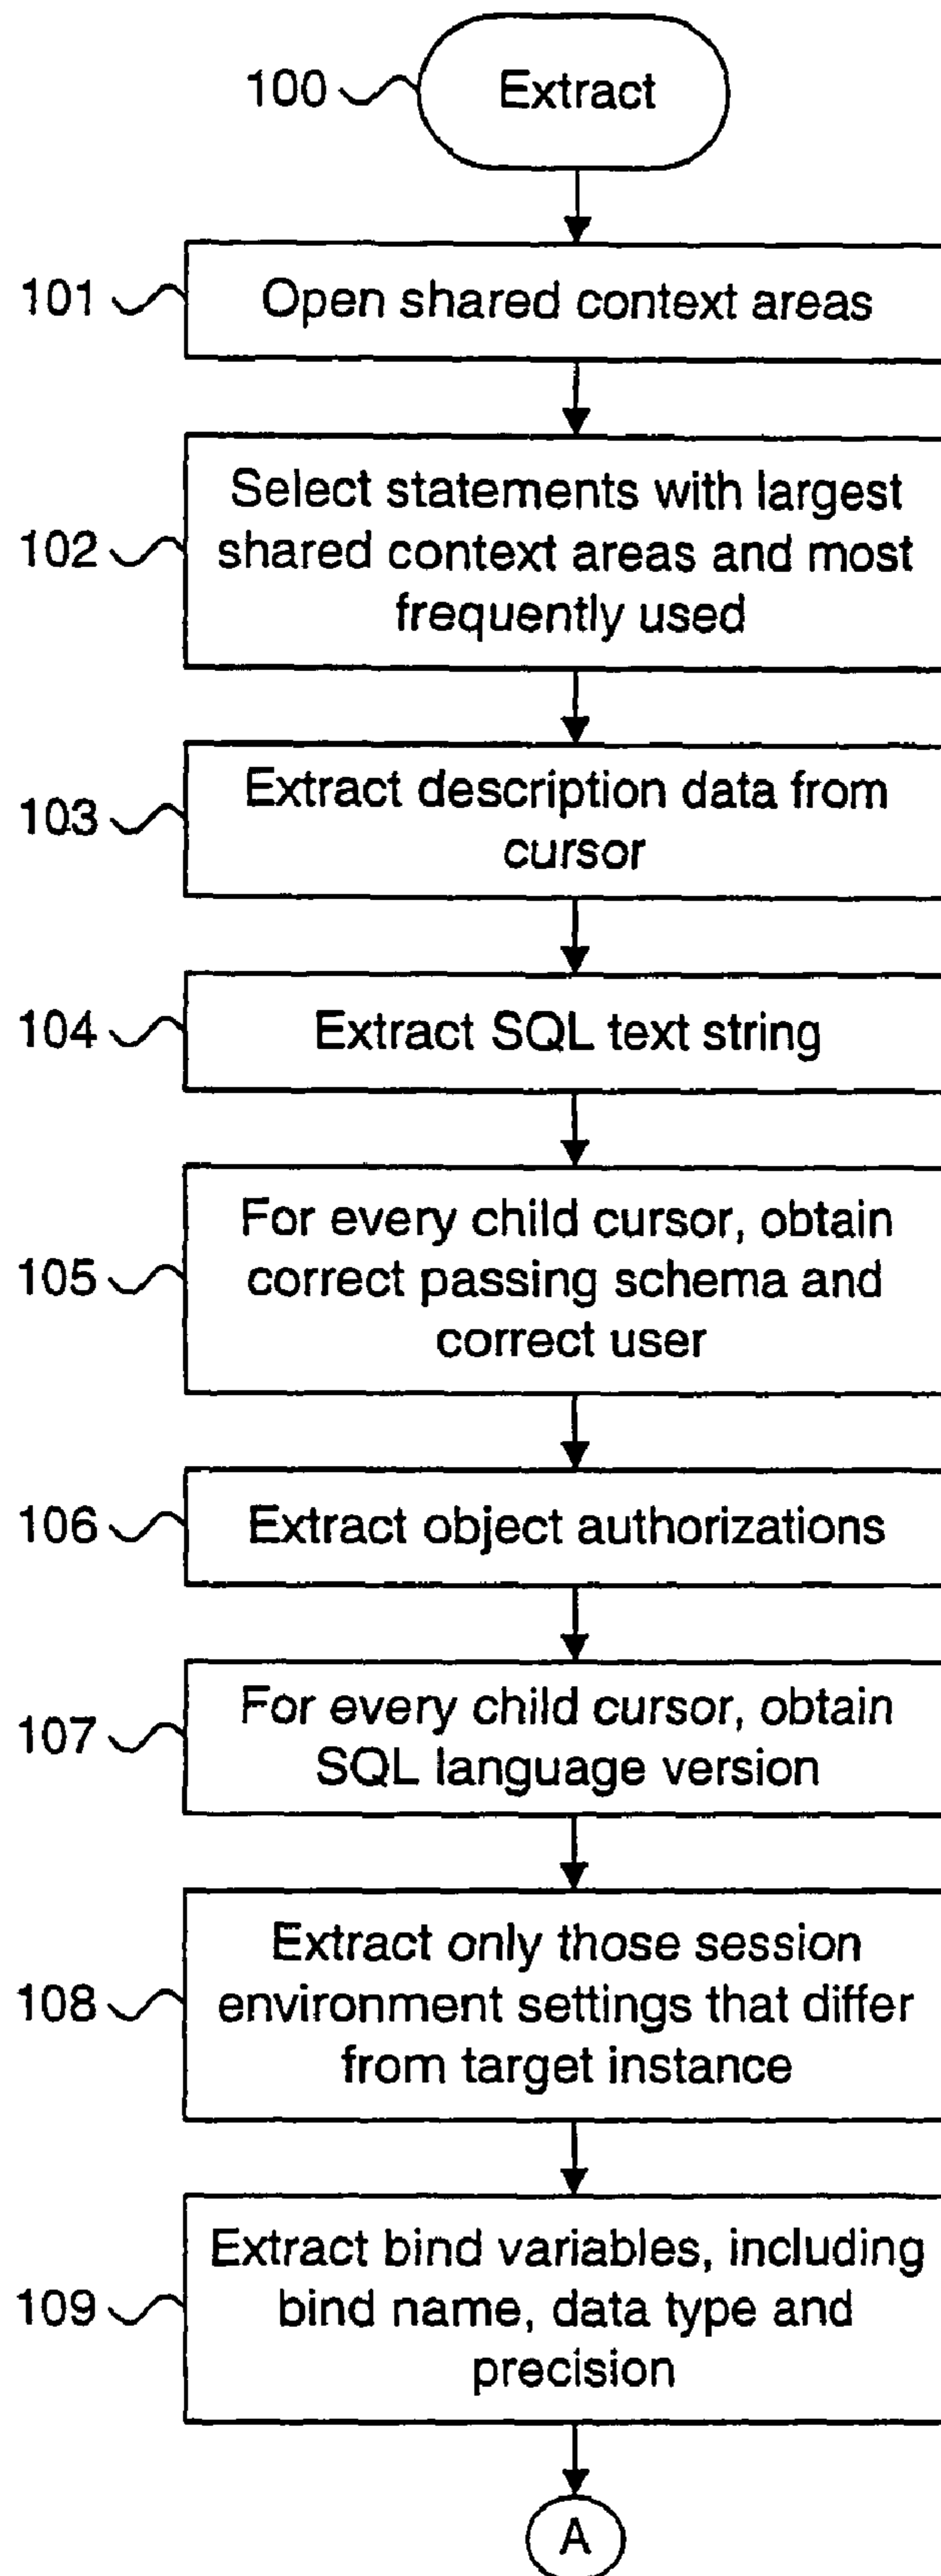 100
Extract
101
Open shared context areas
102
Select statements with largest
shared context areas and most
frequently used
103
Extract description data from
cursor
104
Extract SQL text string
105
For every child cursor, obtain
correct passing schema and
correct user
106
Extract object authorizations
107
For every child cursor, obtain
SQL language version
108
Extract only those session
environment settings that differ
from target instance
109
Extract bind variables, including
bind name, data type and
precision
A